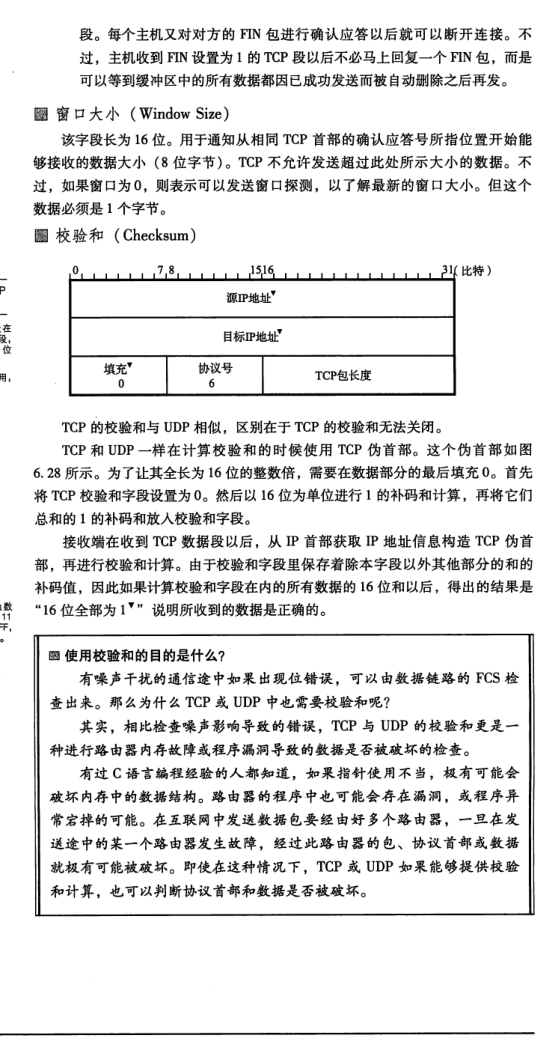 段。每个主机又对对方的 FIN 包进行确认应答以后就可以断开连接。不
过，主机收到 FIN 设置为 1 的 TCP 段以后不必马上回复一个 FIN 包，而是
可以等到缓冲区中的所有数据都因已成功发送而被自动删除之后再发。
窗口大小（Window Size）
该字段长为 16 位。用于通知从相同 TCP 首部的确认应答号所指位置开始能
够接收的数据大小（8 位字节）。TCP 不允许发送超过此处所示大小的数据。不
过，如果窗口为 0，则表示可以发送窗口探测，以了解最新的窗口大小。但这个
数据必须是 1 个字节。
校验和（Checksum）
0 7 8 1516 31（比特）
源IP地址▼
目标IP地址▼
填充▼ 协议号 TCP包长度
0 6
P
在
段，
位
用，
TCP 的校验和与 UDP 相似，区别在于 TCP 的校验和无法关闭。
TCP 和 UDP 一样在计算校验和的时候使用 TCP 伪首部。这个伪首部如图
6.28 所示。为了让其全长为 16 位的整数倍，需要在数据部分的最后填充 0。首先
将 TCP 校验和字段设置为 0。然后以 16 位为单位进行 1 的补码和计算，再将它们
总和的 1 的补码和放入校验和字段。
接收端在收到 TCP 数据段以后，从 IP 首部获取 IP 地址信息构造 TCP 伪首
部，再进行校验和计算。由于校验和字段里保存着除本字段以外其他部分的和的
补码值，因此如果计算校验和字段在内的所有数据的 16 位和以后，得出的结果是
“16 位全部为 1▼” 说明所收到的数据是正确的。
数
11
。
使用校验和的目的是什么？
有噪声干扰的通信途中如果出现位错误，可以由数据链路的 FCS 检
查出来。那么为什么 TCP 或 UDP 中也需要校验和呢？
其实，相比检查噪声影响导致的错误，TCP 与 UDP 的校验和更是一
种进行路由器内存故障或程序漏洞导致的数据是否被破坏的检查。
有过 C 语言编程经验的人都知道，如果指针使用不当，极有可能会
破坏内存中的数据结构。路由器的程序中也可能会存在漏洞，或程序异
常宕掉的可能。在互联网中发送数据包要经由好多个路由器，一旦在发
送途中的某一个路由器发生故障，经过此路由器的包、协议首部或数据
就极有可能被破坏。即使在这种情况下，TCP 或 UDP 如果能够提供校验
和计算，也可以判断协议首部和数据是否被破坏。